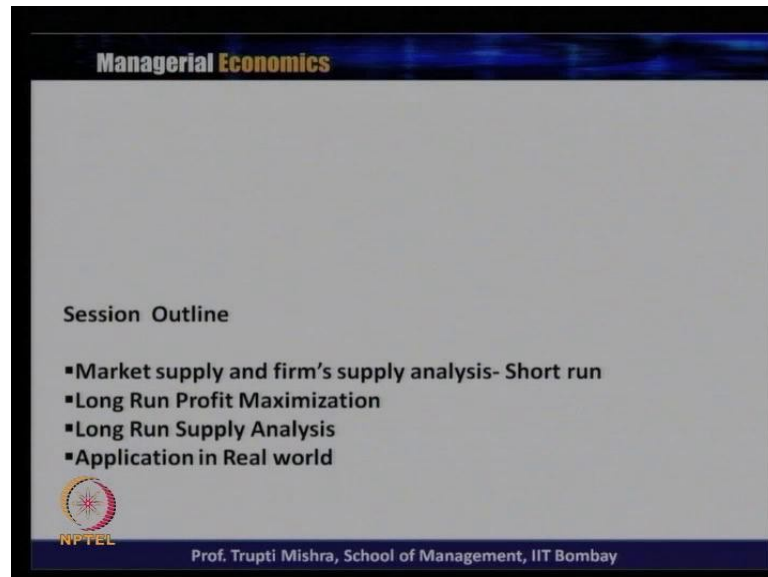 Managerial Economics
Session Outline
▪Market supply and firm's supply analysis- Short run
▪Long Run Profit Maximization
▪Long Run Supply Analysis
▪Application in Real world
NPTEL
Prof. Trupti Mishra, School of Management, IIT Bombay